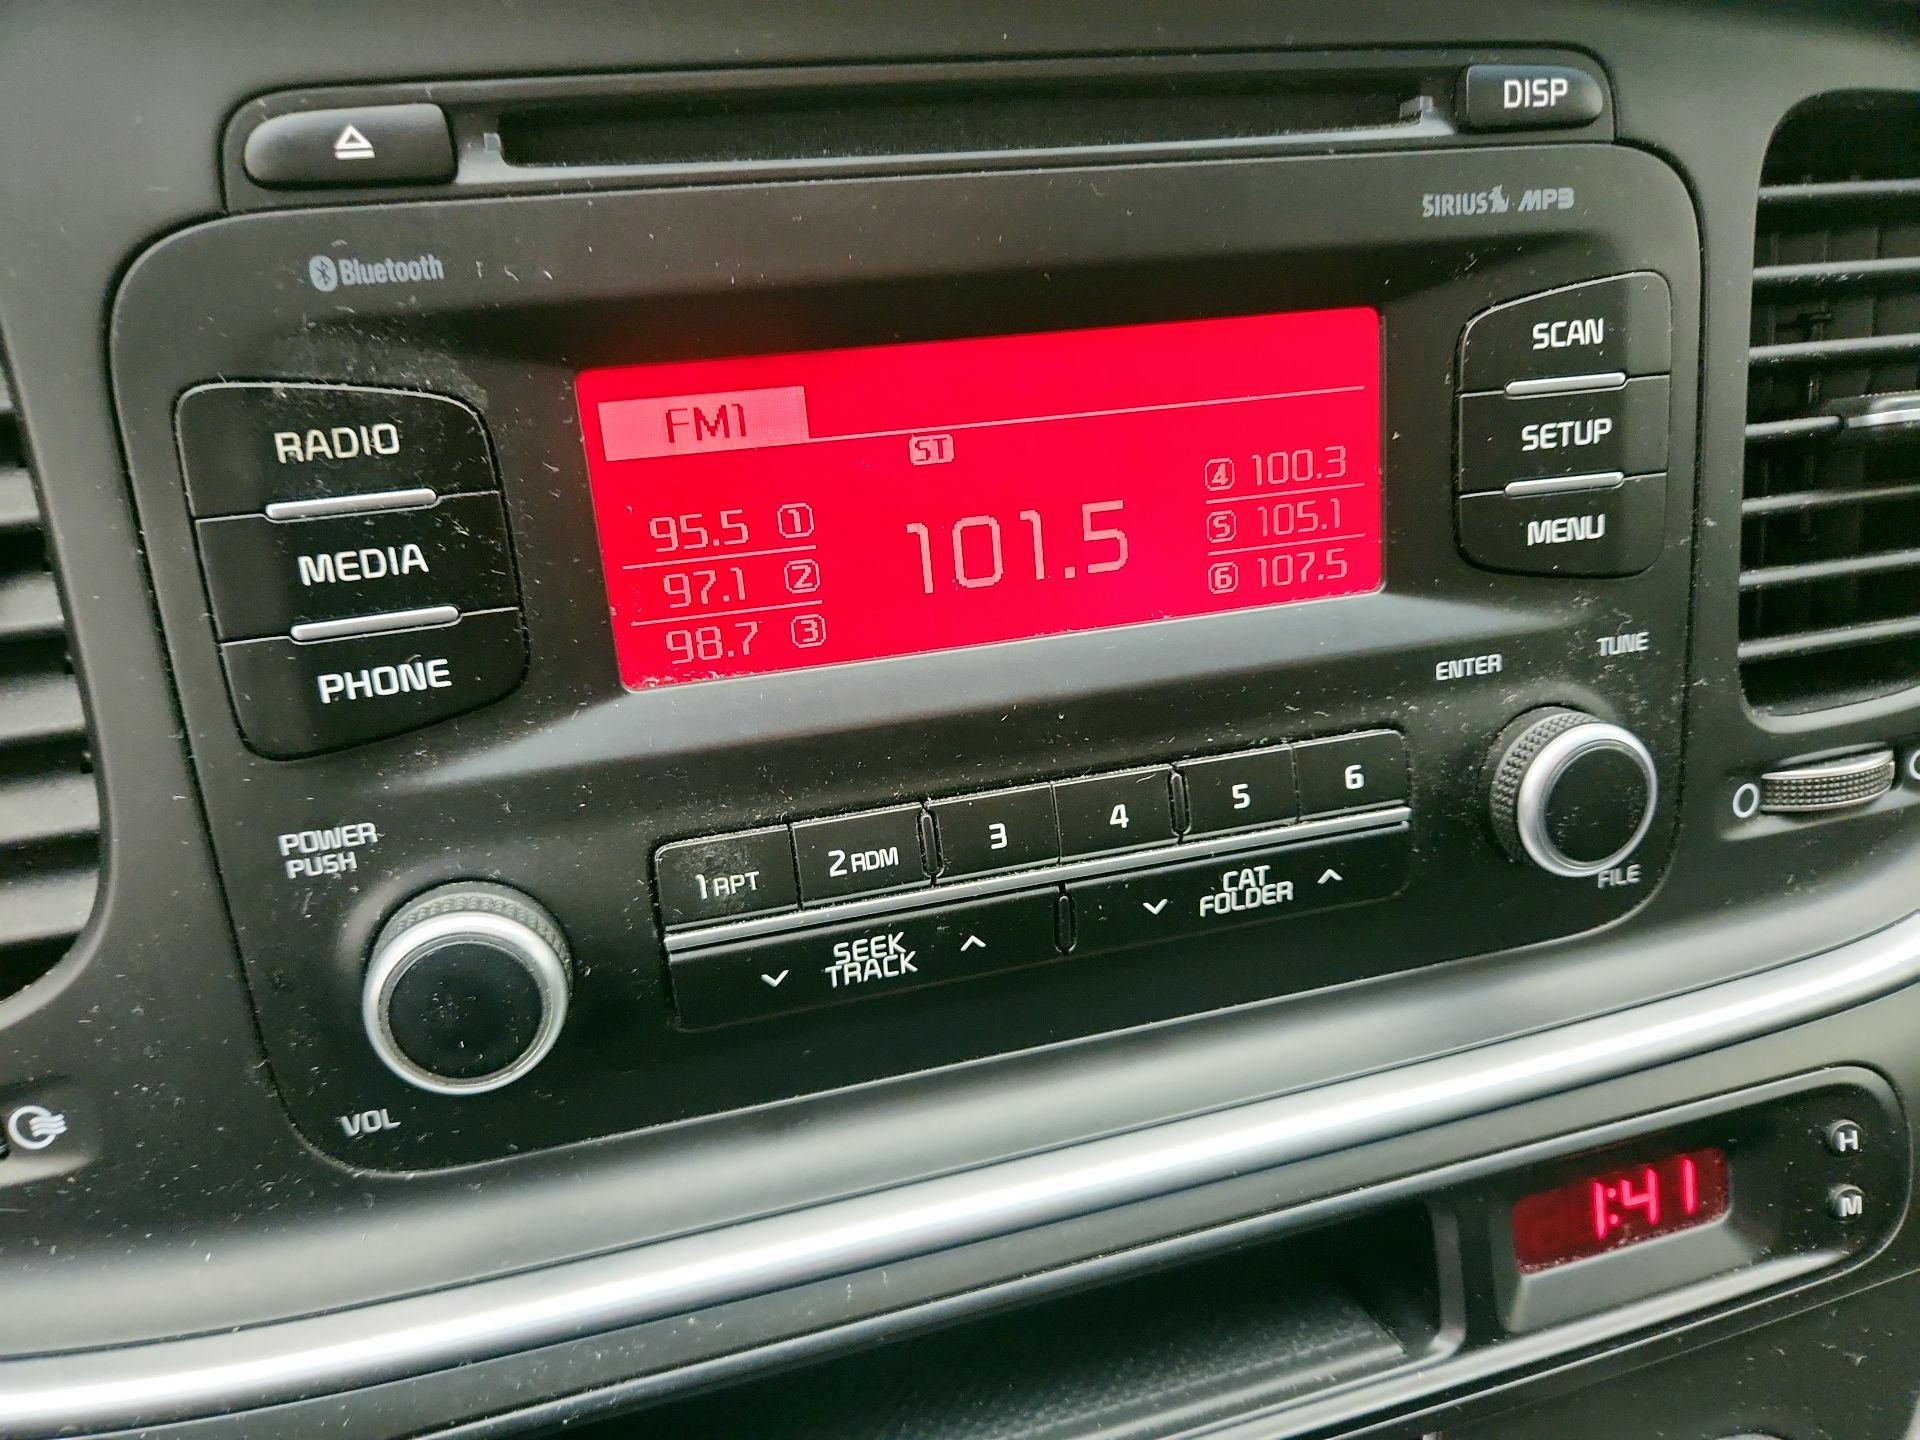 DISP
SIRIUS MP3
Bluetooth
RADIO
MEDIA
PHONE
FM1
ST
95.5 1
97.1 2
98.7 3
101.5
4 100.3
5 105.1
6 107.5
SCAN
SETUP
MENU
ENTER
TUNE
FILE
POWER
PUSH
VOL
1 RPT
2 RDM
3
4
5
6
SEEK
TRACK
CAT
FOLDER
1:41
H
M